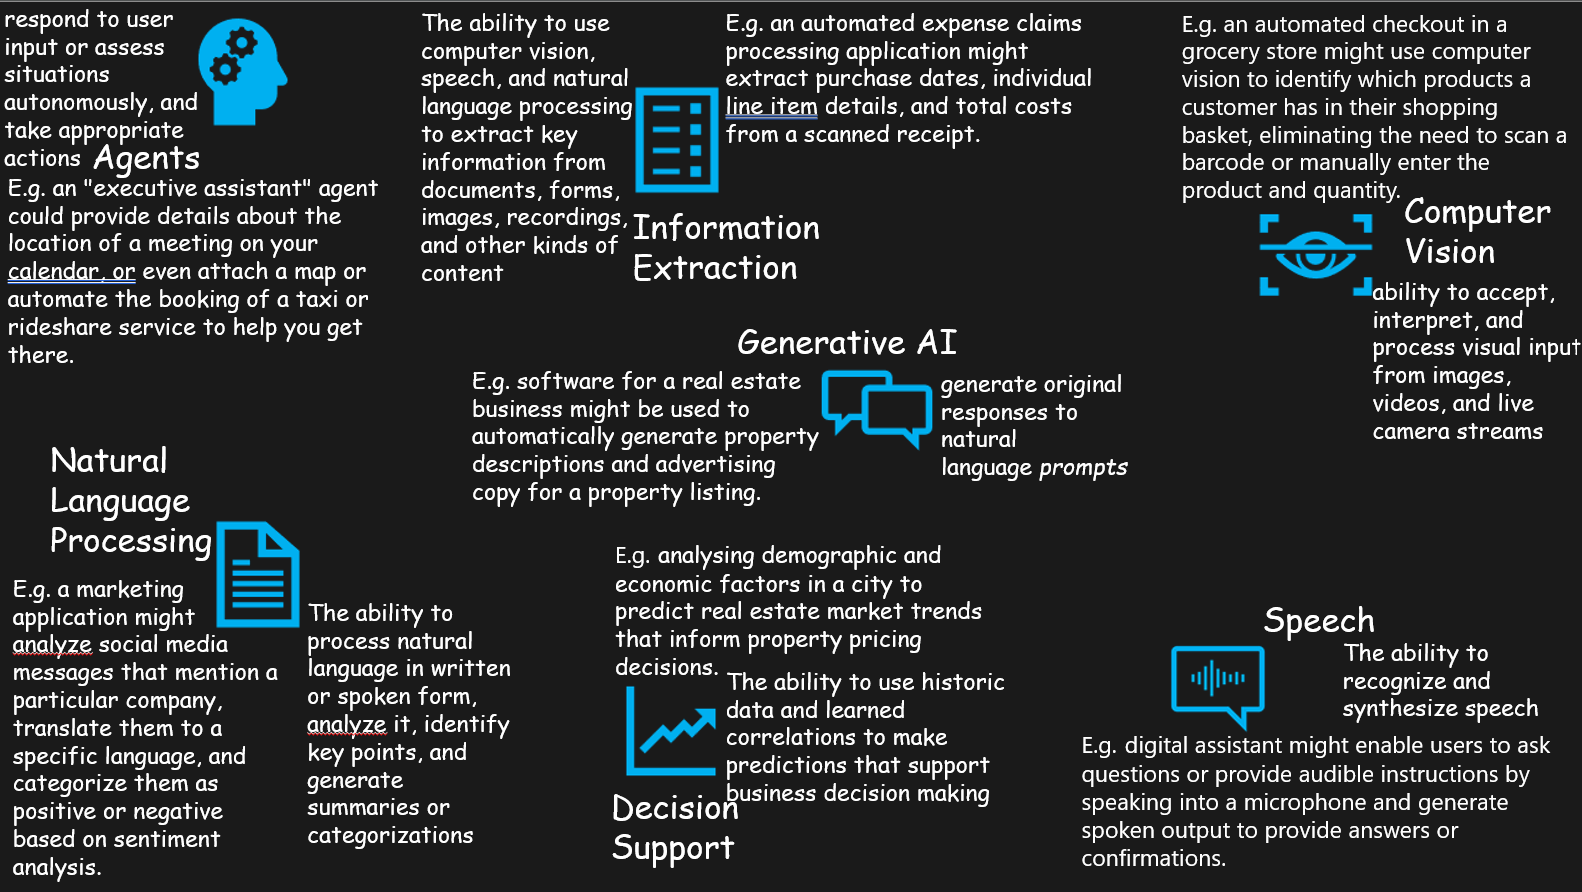 respond to user
input or assess
situations
autonomously, and
take appropriate
actions
Agents
E.g. an "executive assistant" agent
could provide details about the
location of a meeting on your
calendar, or even attach a map or
automate the booking of a taxi or
rideshare service to help you get
there.
The ability to use
computer vision,
speech, and natural
language processing
to extract key
information from
documents, forms,
images, recordings,
and other kinds of
content
E.g. an automated expense claims
processing application might
extract purchase dates, individual
line item details, and total costs
from a scanned receipt.
Information
Extraction
E.g. an automated checkout in a
grocery store might use computer
vision to identify which products a
customer has in their shopping
basket, eliminating the need to scan a
barcode or manually enter the
product and quantity.
Computer
Vision
ability to accept,
interpret, and
process visual input
from images,
videos, and live
camera streams
Generative AI
E.g. software for a real estate
business might be used to
automatically generate property
descriptions and advertising
copy for a property listing.
generate original
responses to
natural
language prompts
Natural
Language
Processing
E.g. a marketing
application might
analyze social media
messages that mention a
particular company,
translate them to a
specific language, and
categorize them as
positive or negative
based on sentiment
analysis.
The ability to
process natural
language in written
or spoken form,
analyze it, identify
key points, and
generate
summaries or
categorizations
E.g. analysing demographic and
economic factors in a city to
predict real estate market trends
that inform property pricing
decisions.
The ability to use historic
data and learned
correlations to make
predictions that support
business decision making
Decision
Support
Speech
The ability to
recognize and
synthesize speech
E.g. digital assistant might enable users to ask
questions or provide audible instructions by
speaking into a microphone and generate
spoken output to provide answers or
confirmations.